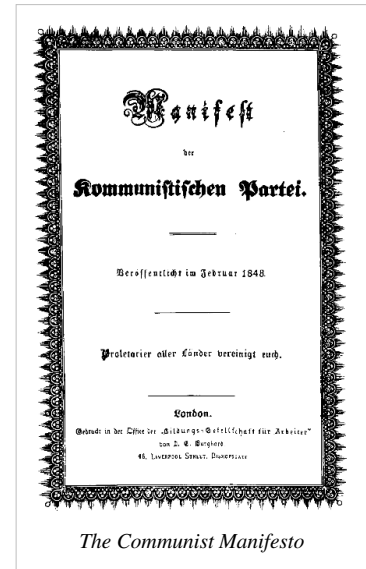 Manifest
der
Kommunistischen Partei.
Veröffentlicht im Februar 1848.
Proletarier aller Länder vereinigt euch.
London.
Gedruckt in der Office der „Bildungs-Gesellschaft für Arbeiter"
von J. E. Burghard
46, LIVERPOOL STREET, BISHOPSGATE
The Communist Manifesto